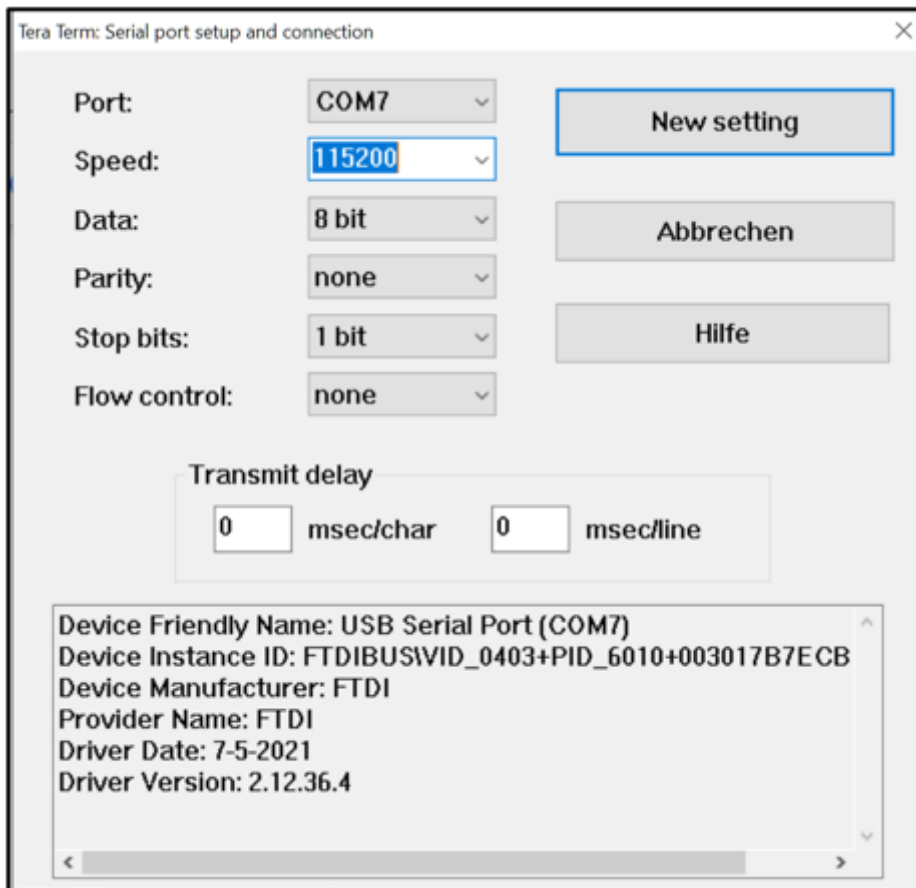 Tera Term: Serial port setup and connection
Port: COM7 New setting
Speed: 115200
Data: 8 bit Abbrechen
Parity: none
Stop bits: 1 bit Hilfe
Flow control: none
Transmit delay
0 msec/char 0 msec/line
Device Friendly Name: USB Serial Port (COM7)
Device Instance ID: FTDIBUS\VID_0403+PID_6010+003017B7ECB
Device Manufacturer: FTDI
Provider Name: FTDI
Driver Date: 7-5-2021
Driver Version: 2.12.36.4